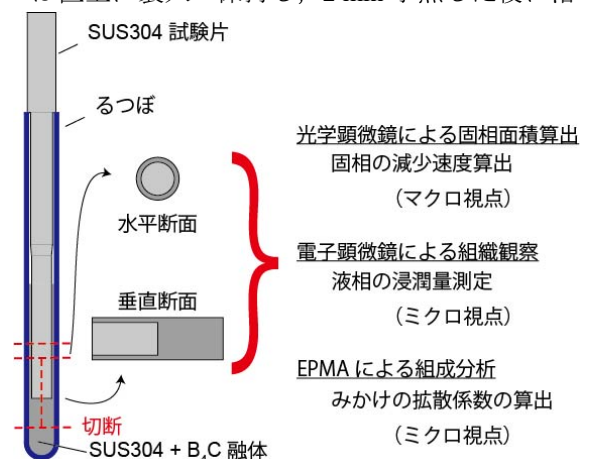 SUS304 試験片
るつぼ
水平断面
垂直断面
切断
SUS304 + B4C 融体
光学顕微鏡による固相面積算出
固相の減少速度算出
(マクロ視点)
電子顕微鏡による組織観察
液相の浸潤量測定
(ミクロ視点)
EPMA による組成分析
みかけの拡散係数の算出
(ミクロ視点)